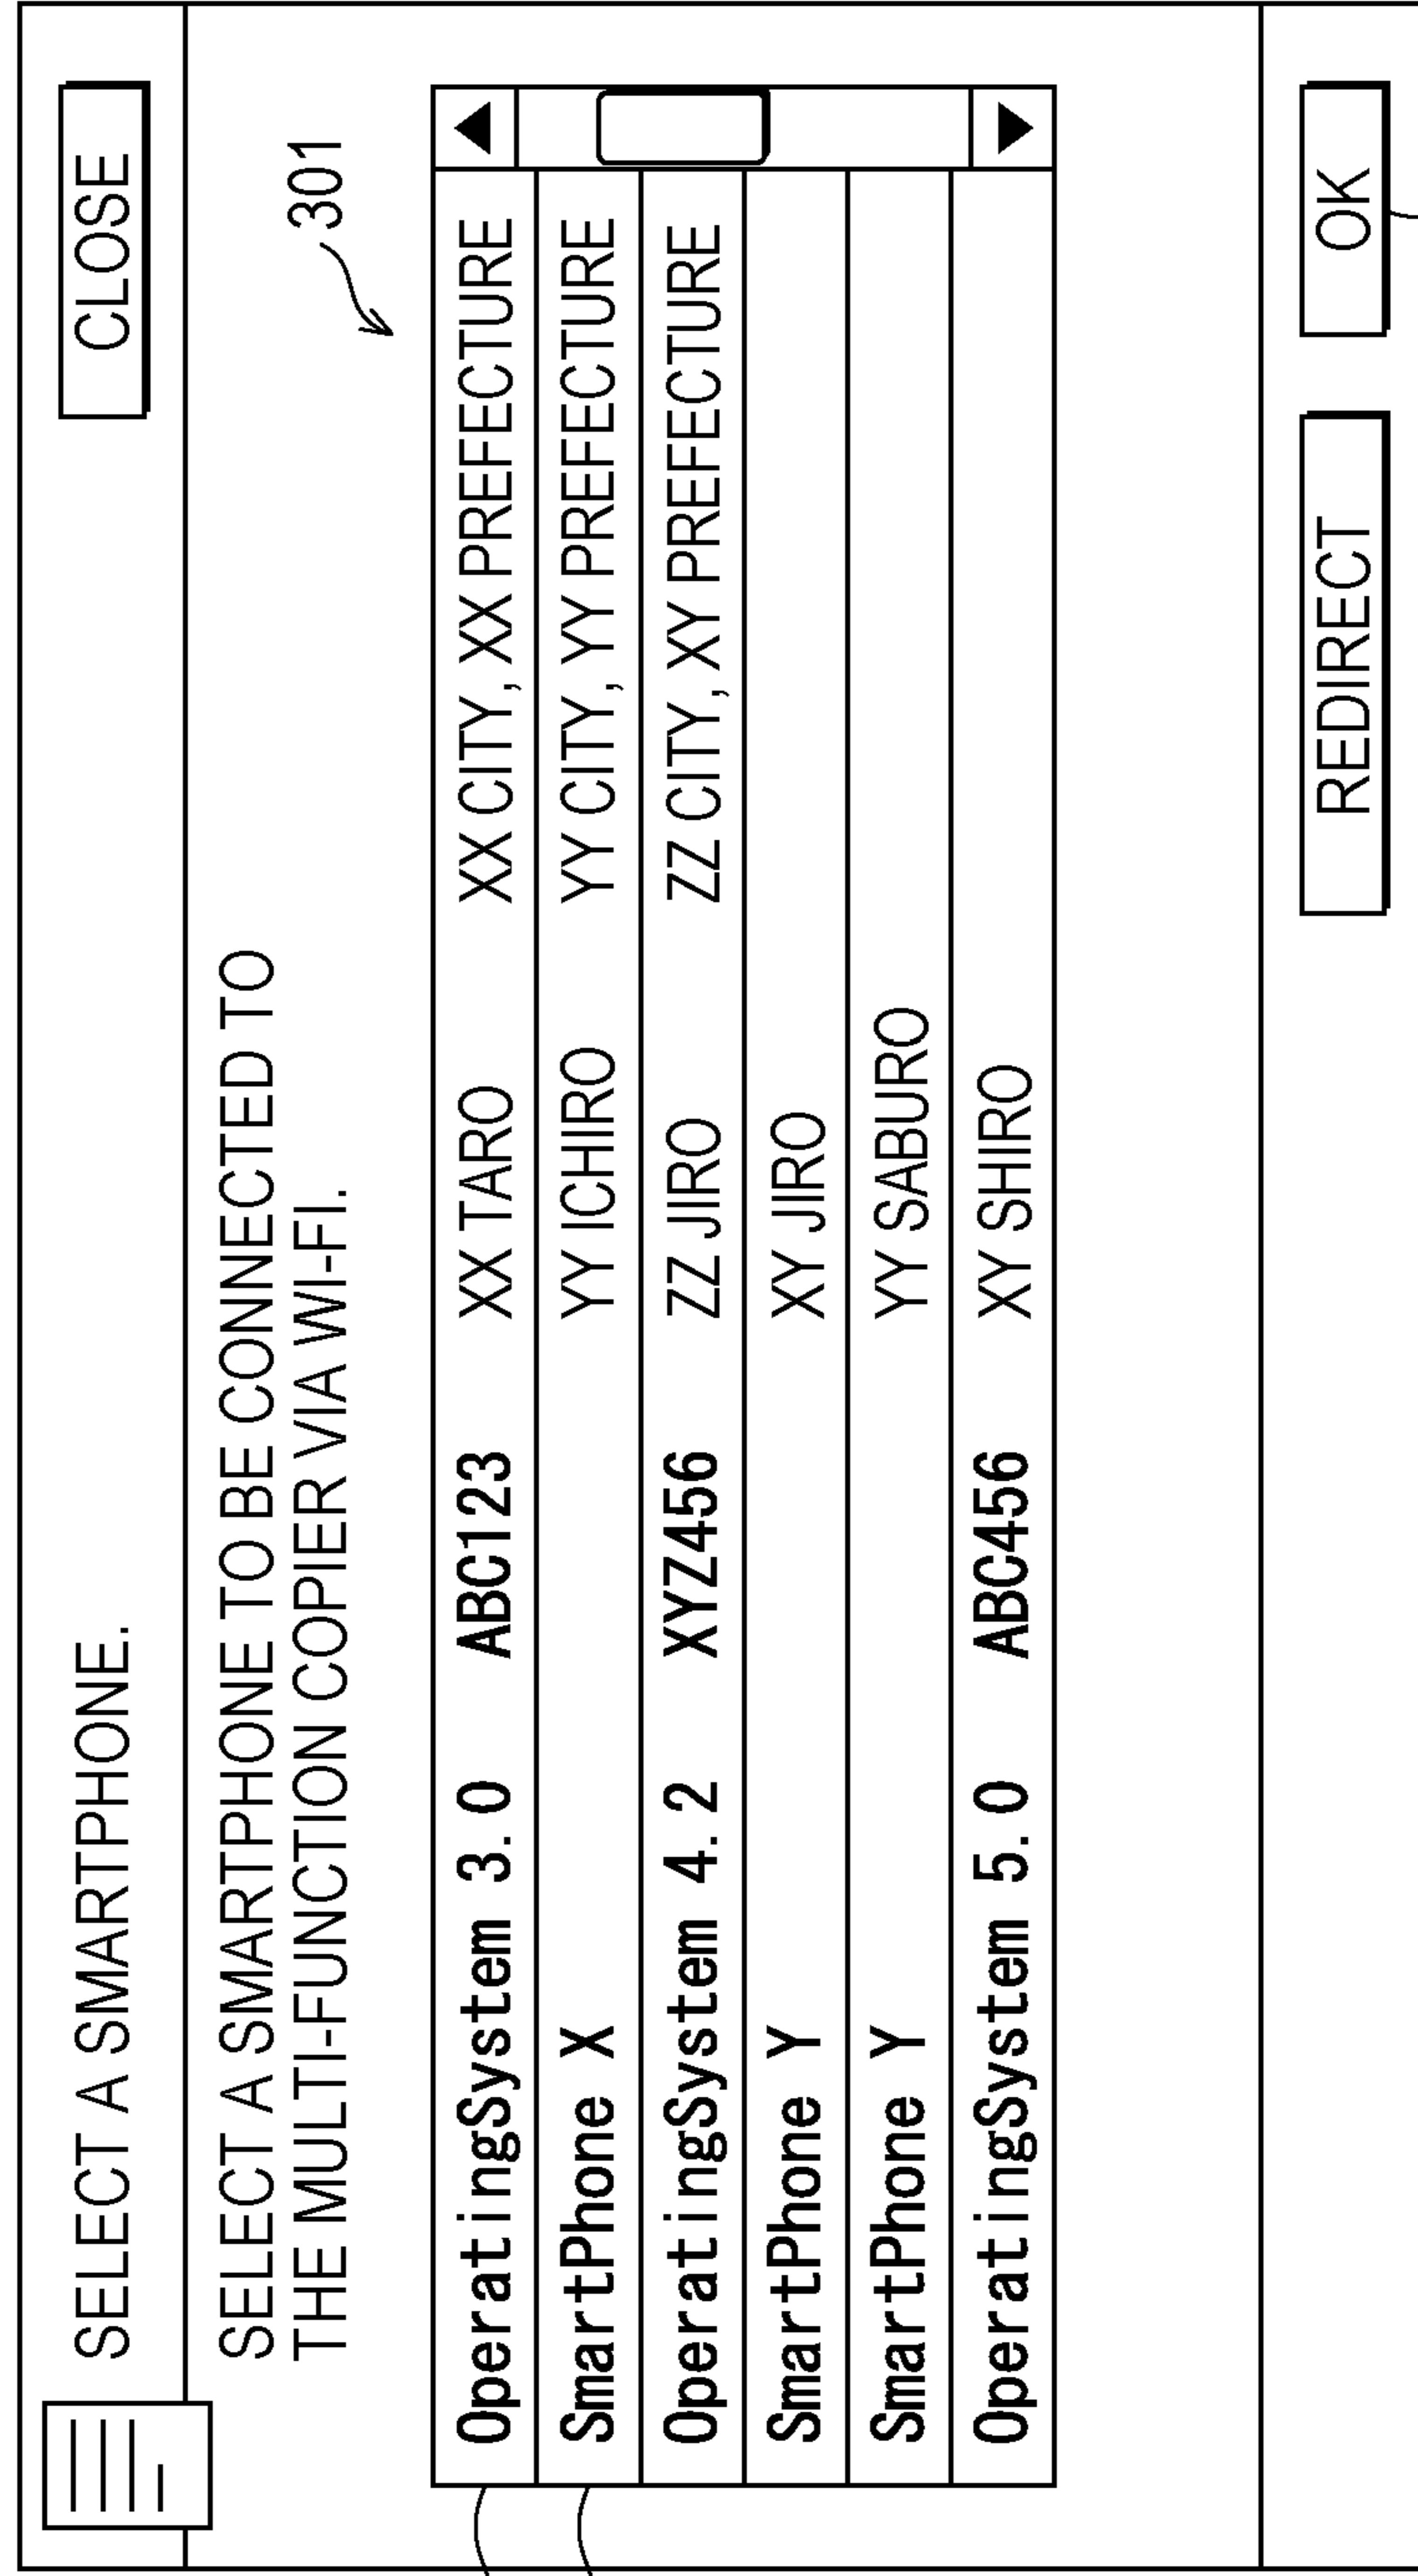 SELECT A SMARTPHONE. CLOSE
SELECT A SMARTPHONE TO BE CONNECTED TO
THE MULTI-FUNCTION COPIER VIA WI-FI.
301
OperatingSystem 3.0 ABC123 XX TARO XX CITY, XX PREFECTURE
SmartPhone X YY ICHIRO YY CITY, YY PREFECTURE
OperatingSystem 4.2 XYZ456 ZZ JIRO ZZ CITY, XY PREFECTURE
SmartPhone Y XY JIRO
SmartPhone Y YY SABURO
OperatingSystem 5.0 ABC456 XY SHIRO
REDIRECT OK